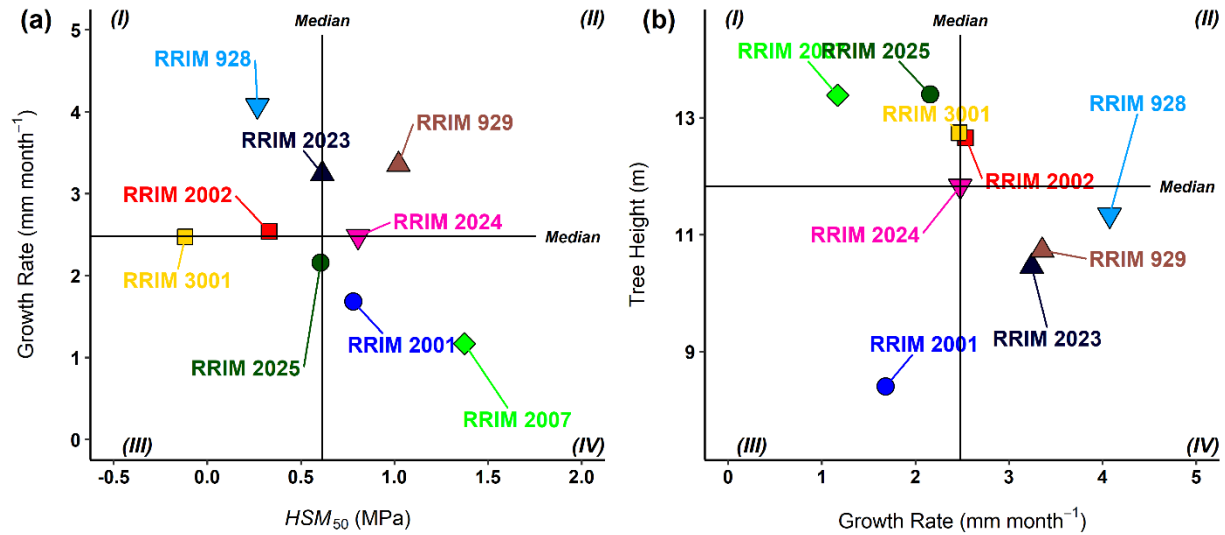 (a)
(I)
Median
(II)
RRIM 928
RRIM 2023
RRIM 929
RRIM 2002
RRIM 2024
Median
RRIM 3001
RRIM 2001
RRIM 2025
RRIM 2007
(III)
(IV)
5
4
3
2
1
0
Growth Rate (mm month⁻¹)
-0.5 0.0 0.5 1.0 1.5 2.0
HSM₅₀ (MPa)
(b)
(I)
Median
(II)
RRIM
RRIM 2025
RRIM 3001
RRIM 928
RRIM 2002
Median
RRIM 2024
RRIM 929
RRIM 2023
RRIM 2001
(III)
(IV)
13
11
9
Tree Height (m)
0 1 2 3 4 5
Growth Rate (mm month⁻¹)